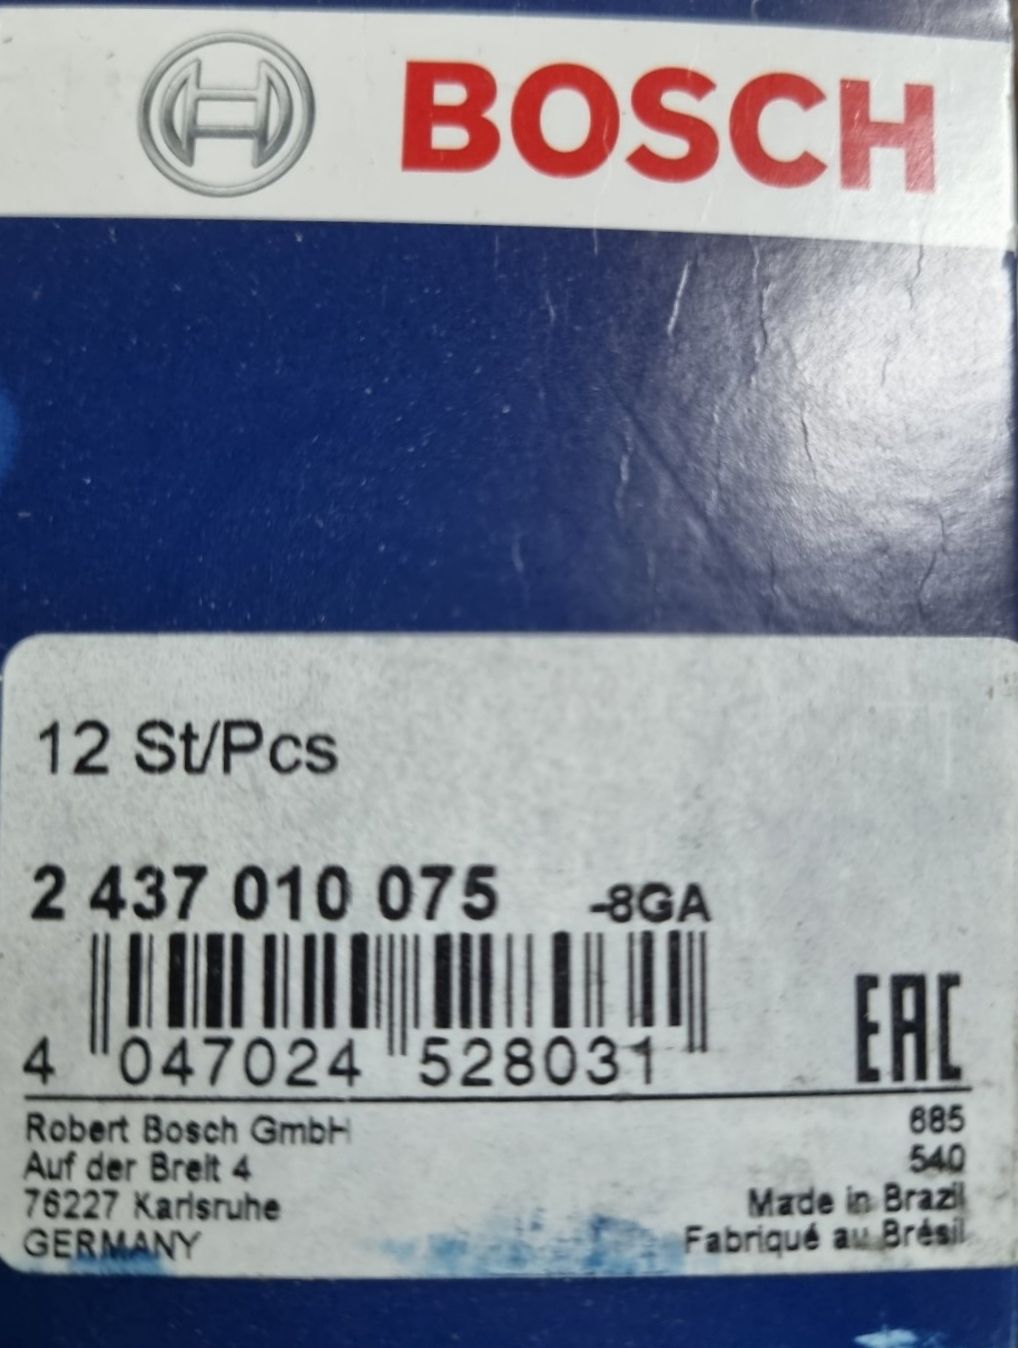 BOSCH
12 St/Pcs
2 437 010 075 -8GA
4 047024 528031
EAC
Robert Bosch GmbH
Auf der Breit 4
76227 Karlsruhe
GERMANY
685
540
Made in Brazil
Fabriqué au Brésil